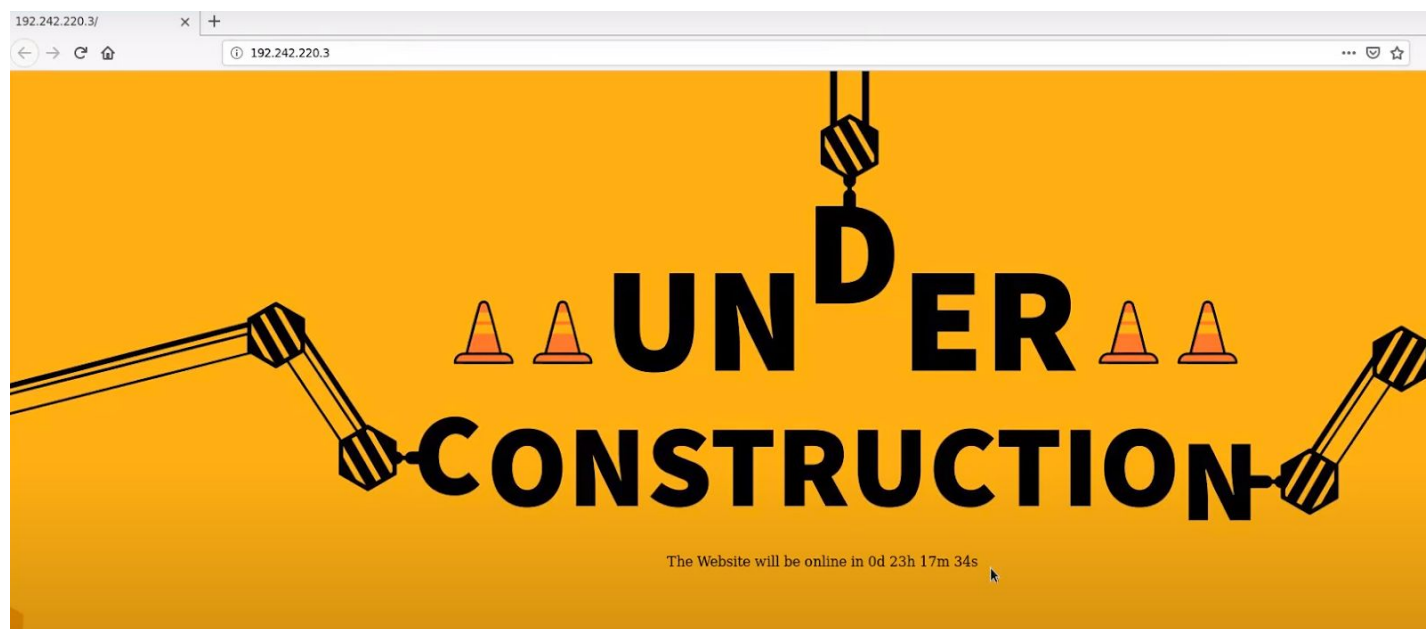 192.242.220.3/
192.242.220.3
UNDER
CONSTRUCTION
The Website will be online in 0d 23h 17m 34s